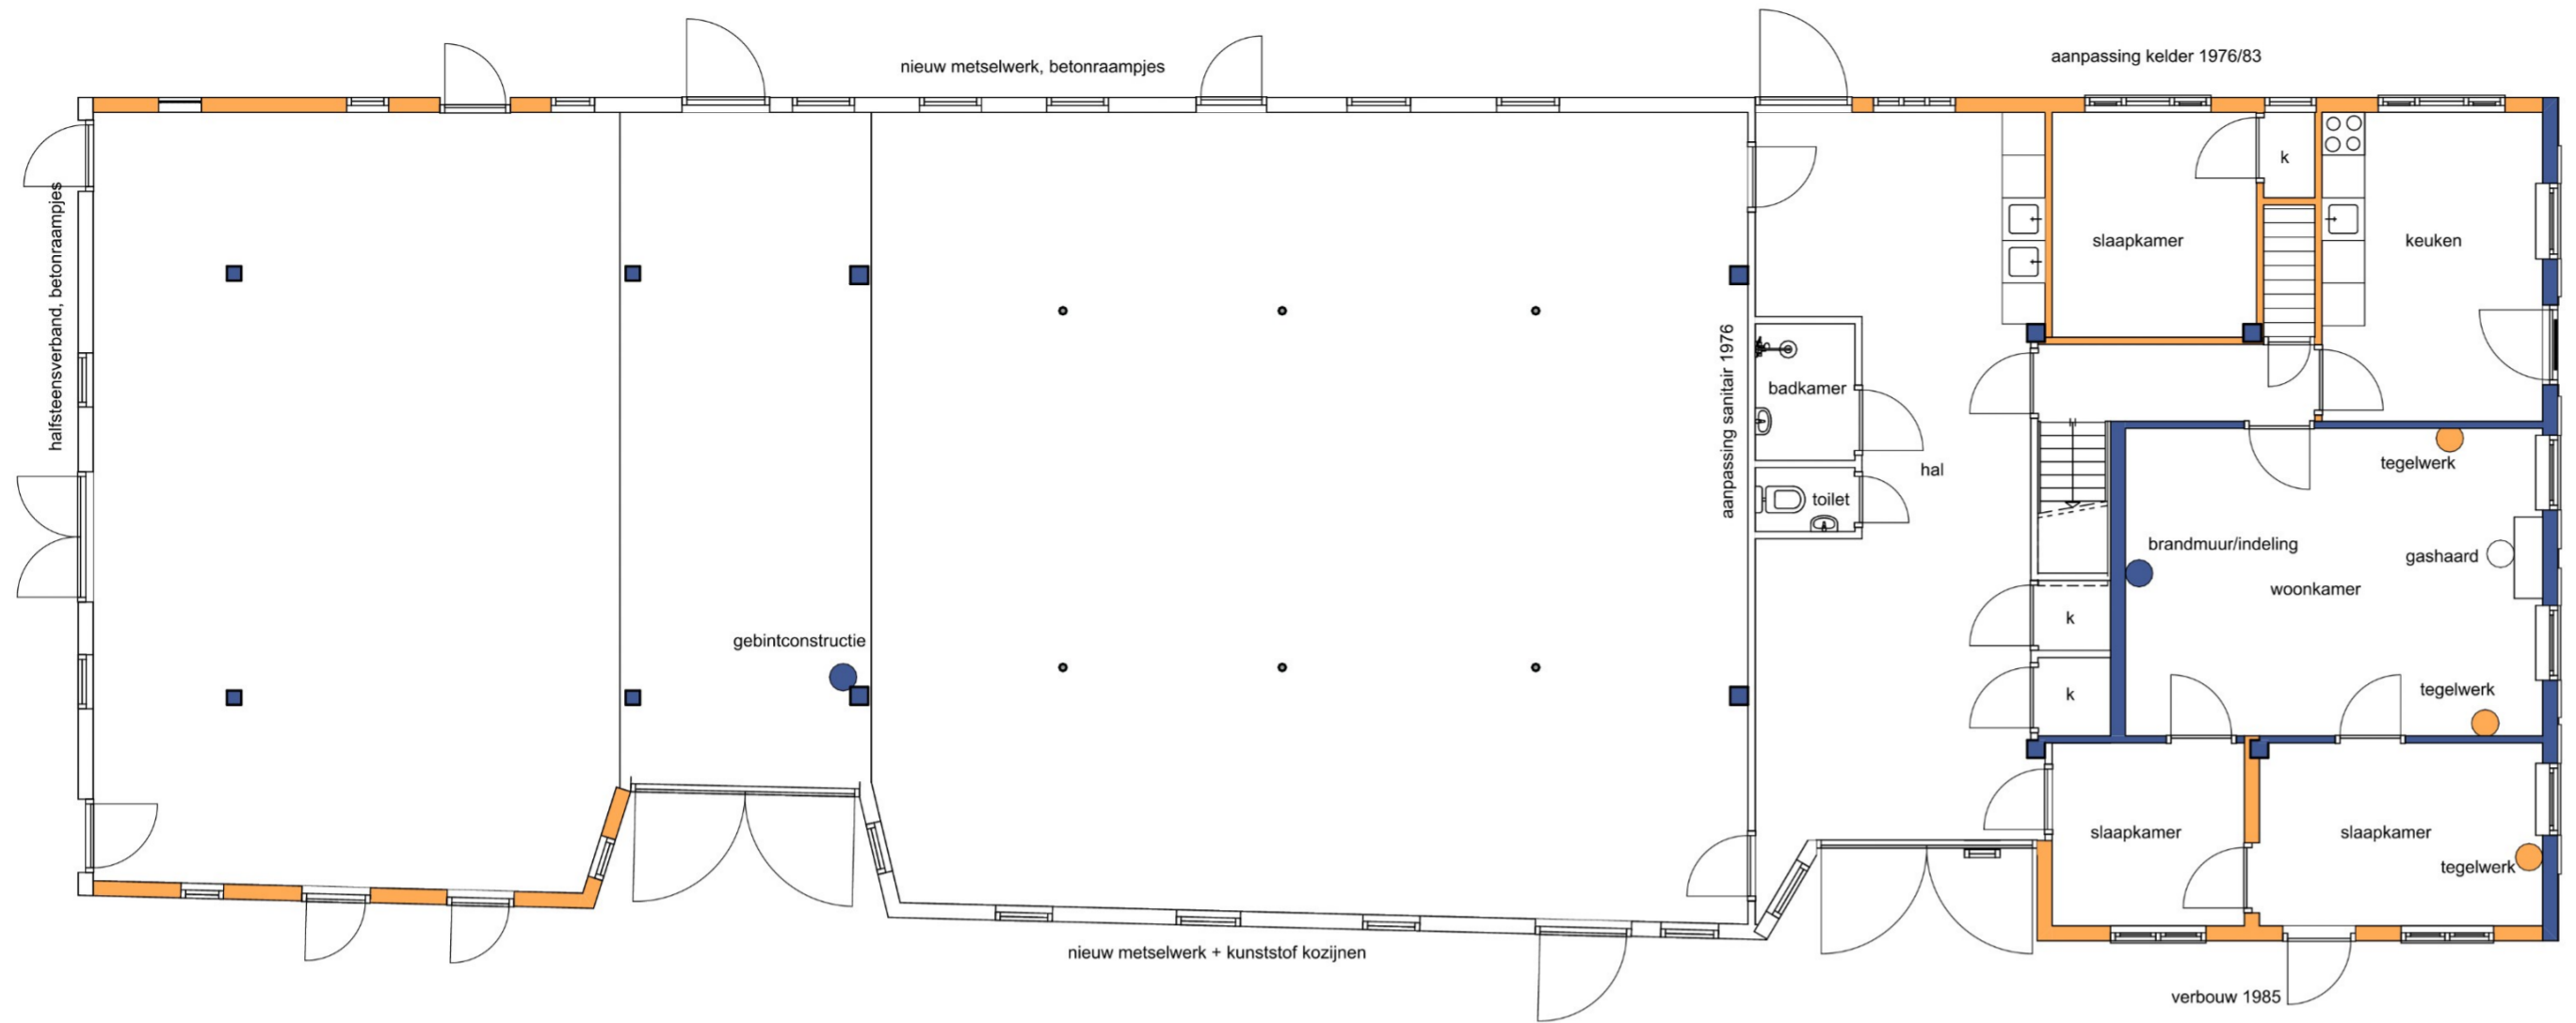 aanpassing kelder 1976/83
nieuw metselwerk, betonraampjes
halfsteensverband, betonraampjes
k
slaapkamer
keuken
aanpassing sanitair 1976
badkamer
tegelwerk
hal
toilet
brandmuur/indeling
gashaard
woonkamer
k
gebintconstructie
tegelwerk
k
slaapkamer
slaapkamer
tegelwerk
nieuw metselwerk + kunststof kozijnen
verbouw 1985